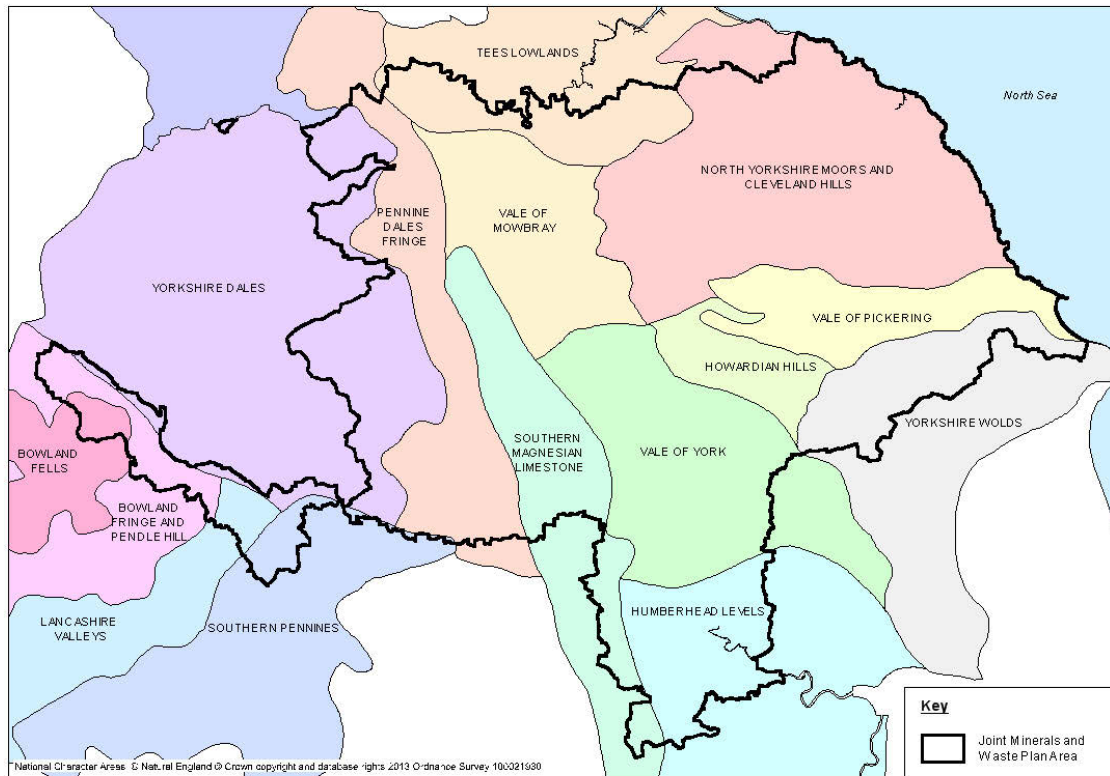 TEES LOWLANDS
North Sea
NORTH YORKSHIRE MOORS AND
CLEVELAND HILLS
PENNINE
DALES
FRINGE
VALE OF
MOWBRAY
YORKSHIRE DALES
VALE OF PICKERING
HOWARDIAN HILLS
YORKSHIRE WOLDS
SOUTHERN
MAGNESIAN
LIMESTONE
VALE OF YORK
BOWLAND
FELLS
BOWLAND
FRINGE AND
PENDLE HILL
HUMBERHEAD LEVELS
LANCASHIRE
VALLEYS
SOUTHERN PENNINES
Key
Joint Minerals and
Waste Plan Area
National Character Areas © Natural England © Crown copyright and database rights 2013 Ordnance Survey 100021930